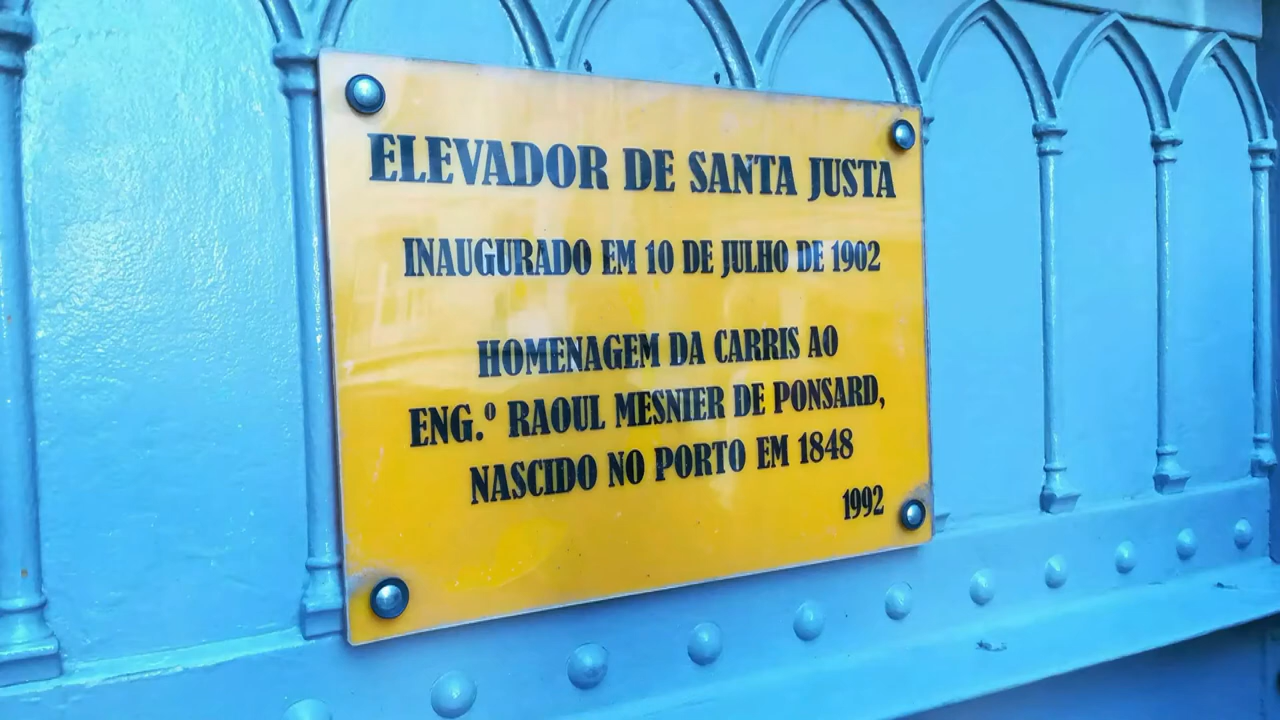 ELEVADOR DE SANTA JUSTA
INAUGURADO EM 10 DE JULHO DE 1902
HOMENAGEM DA CARRIS AO
ENG.º RAOUL MESNIER DE PONSARD,
NASCIDO NO PORTO EM 1848
1992